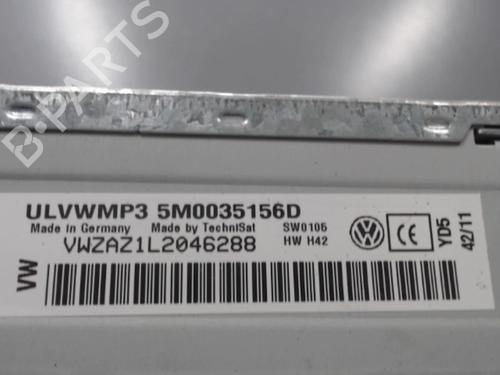 B-PARTS
ULVWMP3 5M0035156D
Made in Germany Made by TechniSat SW0105
VWZAZ1L2046288 HW H42
VW
CE
YD5
42/11